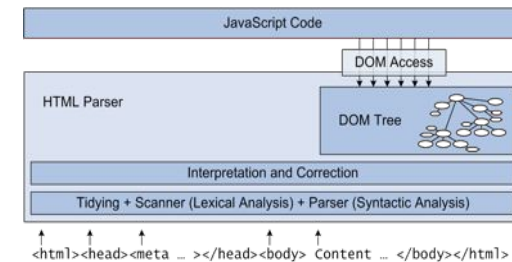 JavaScript Code
DOM Access
HTML Parser
DOM Tree
Interpretation and Correction
Tidying + Scanner (Lexical Analysis) + Parser (Syntactic Analysis)
<html><head><meta … ></head><body> Content … </body></html>